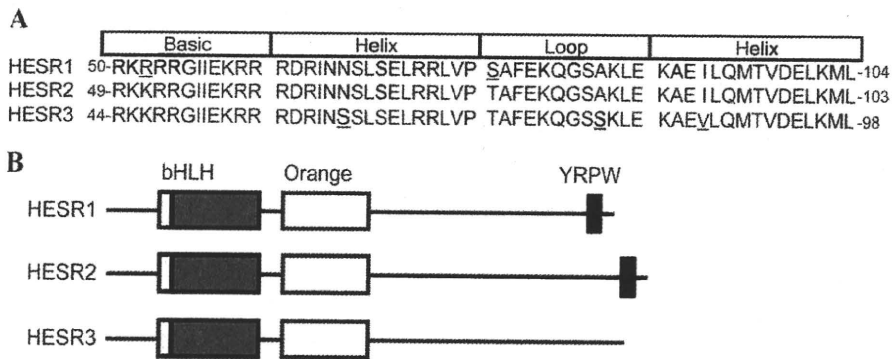 A
Basic Helix Loop Helix
HESR1 50-RKRRRGIIEKRR RDRINNSLSELRRLVP SAFEKQGSAKLE KAEILQMTVDELKML-104
HESR2 49-RKKRRGIIEKRR RDRINNSLSELRRLVP TAFEKQGSAKLE KAEILQMTVDELKML-103
HESR3 44-RKKRRGIIEKRR RDRINSSLSELRRLVP TAFEKQGSSKLE KAEVLQMTVDELKML-98
B
bHLH Orange YRPW
HESR1
HESR2
HESR3